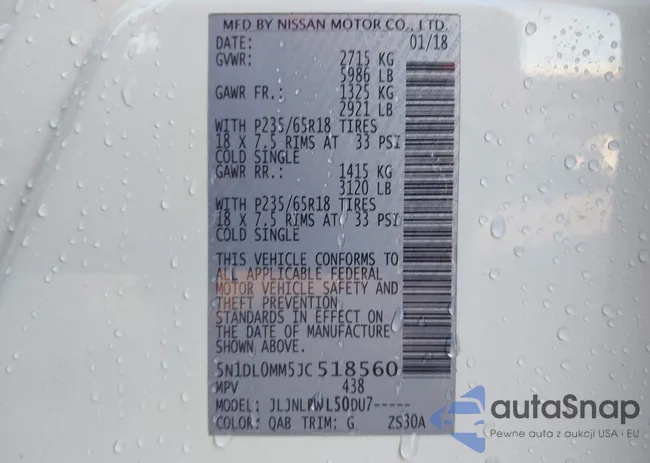 MFD BY NISSAN MOTOR CO., LTD.
DATE: 01/18
GVWR: 2715 KG
5986 LB
GAWR FR.: 1325 KG
2921 LB
WITH P235/65R18 TIRES
18 X 7.5 RIMS AT 33 PSI
COLD SINGLE
GAWR RR.: 1415 KG
3120 LB
WITH P235/65R18 TIRES
18 X 7.5 RIMS AT 33 PSI
COLD SINGLE
THIS VEHICLE CONFORMS TO
ALL APPLICABLE FEDERAL
MOTOR VEHICLE SAFETY AND
THEFT PREVENTION
STANDARDS IN EFFECT ON
THE DATE OF MANUFACTURE
SHOWN ABOVE.
5N1DL0MM5JC518560
MPV 438
MODEL:
COLOR: QAB TRIM: G ZS30A
autaSnap
Pewne auta z aukcji USA i EU